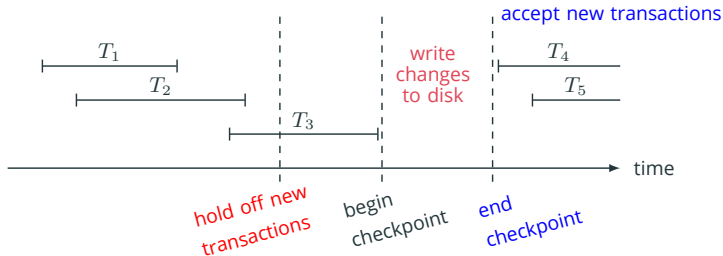 accept new transactions
T1
T2
T3
write
changes
to disk
T4
T5
time
hold off new
transactions
begin
checkpoint
end
checkpoint